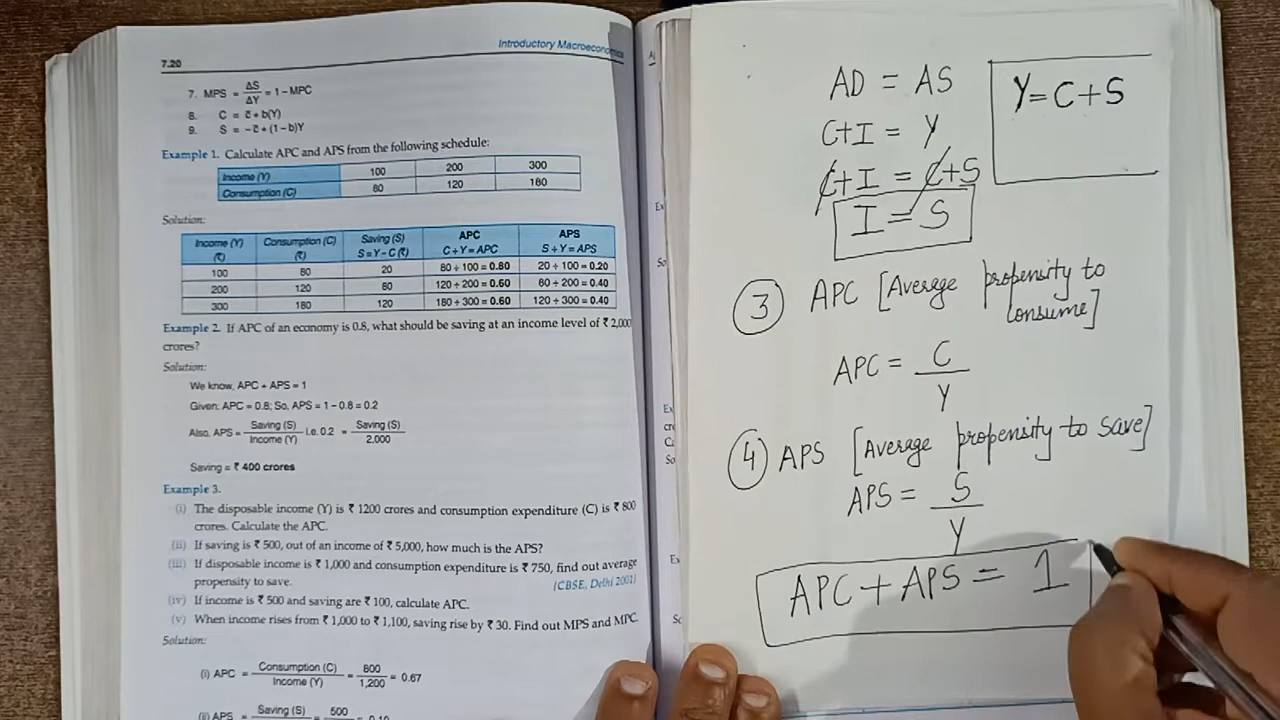 7.20
Introductory Macroeconomics
7. MPS = ΔS/ΔY = 1 – MPC
8. C = c̄ + b(Y)
9. S = –c̄ + (1–b)Y
Example 1. Calculate APC and APS from the following schedule:
Income (Y) 100 200 300
Consumption (C) 80 120 180
Solution:
Income (Y) (₹) Consumption (C) (₹) Saving (S) S = Y – C (₹) APC C ÷ Y = APC APS S ÷ Y = APS
100 80 20 80 ÷ 100 = 0.80 20 ÷ 100 = 0.20
200 120 80 120 ÷ 200 = 0.60 80 ÷ 200 = 0.40
300 180 120 180 ÷ 300 = 0.60 120 ÷ 300 = 0.40
Example 2. If APC of an economy is 0.8, what should be saving at an income level of ₹ 2,000
crores?
Solution:
We know, APC + APS = 1
Given: APC = 0.8; So, APS = 1 – 0.8 = 0.2
Also, APS = Saving (S)/Income (Y) i.e. 0.2 = Saving (S)/2,000
Saving = ₹ 400 crores
Example 3.
(i) The disposable income (Y) is ₹ 1200 crores and consumption expenditure (C) is ₹ 800
crores. Calculate the APC.
(ii) If saving is ₹ 500, out of an income of ₹ 5,000, how much is the APS?
(iii) If disposable income is ₹ 1,000 and consumption expenditure is ₹ 750, find out average
propensity to save. (CBSE, Delhi 2001)
(iv) If income is ₹ 500 and saving are ₹ 100, calculate APC.
(v) When income rises from ₹ 1,000 to ₹ 1,100, saving rise by ₹ 30. Find out MPS and MPC.
Solution:
(i) APC = Consumption (C)/Income (Y) = 800/1,200 = 0.67
(ii) APS = Saving (S) = 500 = 0.10
AD = AS
Y = C + S
C + I = Y
C + I = C + S
I = S
3 APC [Average propensity to
consume]
APC = C/Y
4 APS [Average propensity to save]
APS = S/Y
APC + APS = 1